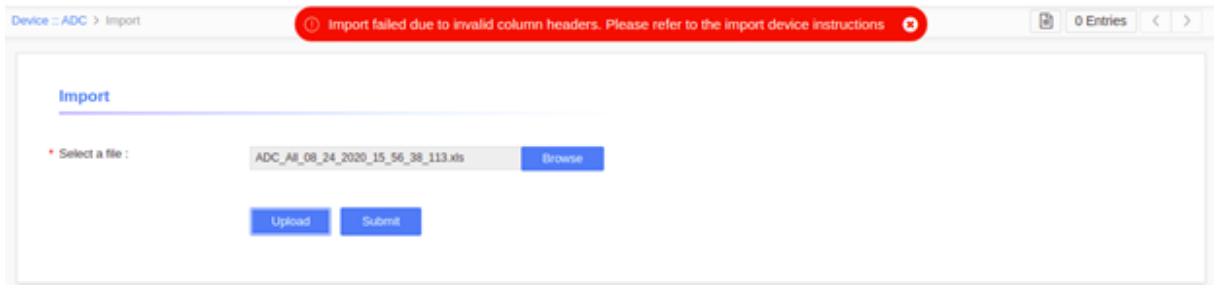 Device :: ADC > Import
Import failed due to invalid column headers. Please refer to the import device instructions
0 Entries < >
Import
* Select a file :
ADC_All_08_24_2020_15_56_38_113.xls
Browse
Upload
Submit